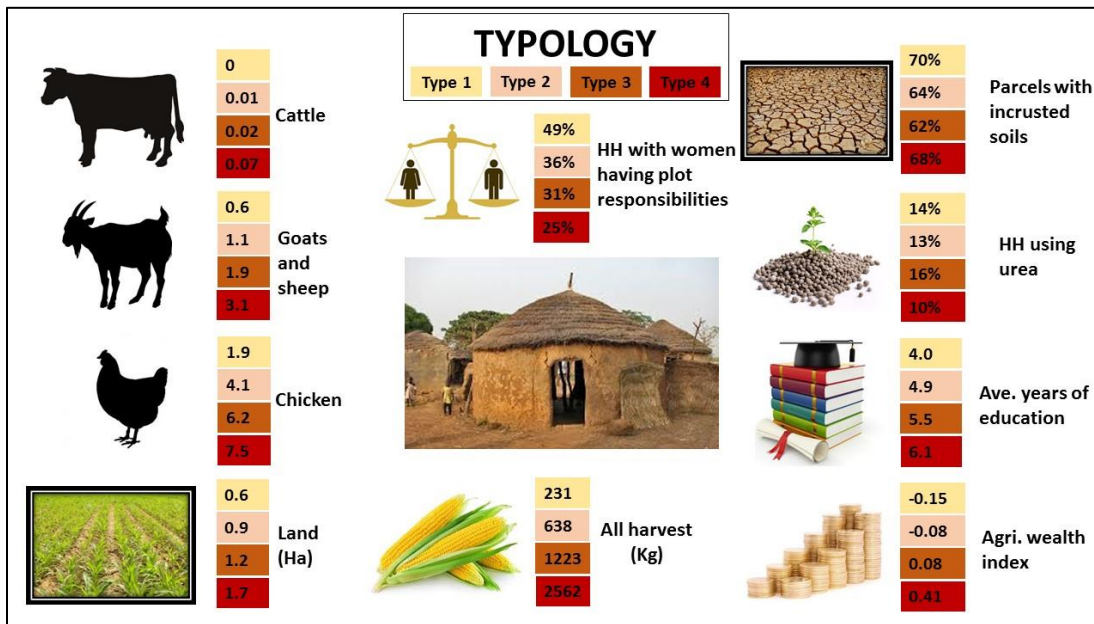 TYPOLOGY
Type 1 Type 2 Type 3 Type 4
0
0.01
0.02
0.07
Cattle
49%
36%
31%
25%
HH with women
having plot
responsibilities
70%
64%
62%
68%
Parcels with
incrusted
soils
0.6
1.1
1.9
3.1
Goats
and
sheep
14%
13%
16%
10%
HH using
urea
1.9
4.1
6.2
7.5
Chicken
4.0
4.9
5.5
6.1
Ave. years of
education
0.6
0.9
1.2
1.7
Land
(Ha)
231
638
1223
2562
All harvest
(Kg)
-0.15
-0.08
0.08
0.41
Agri. wealth
index